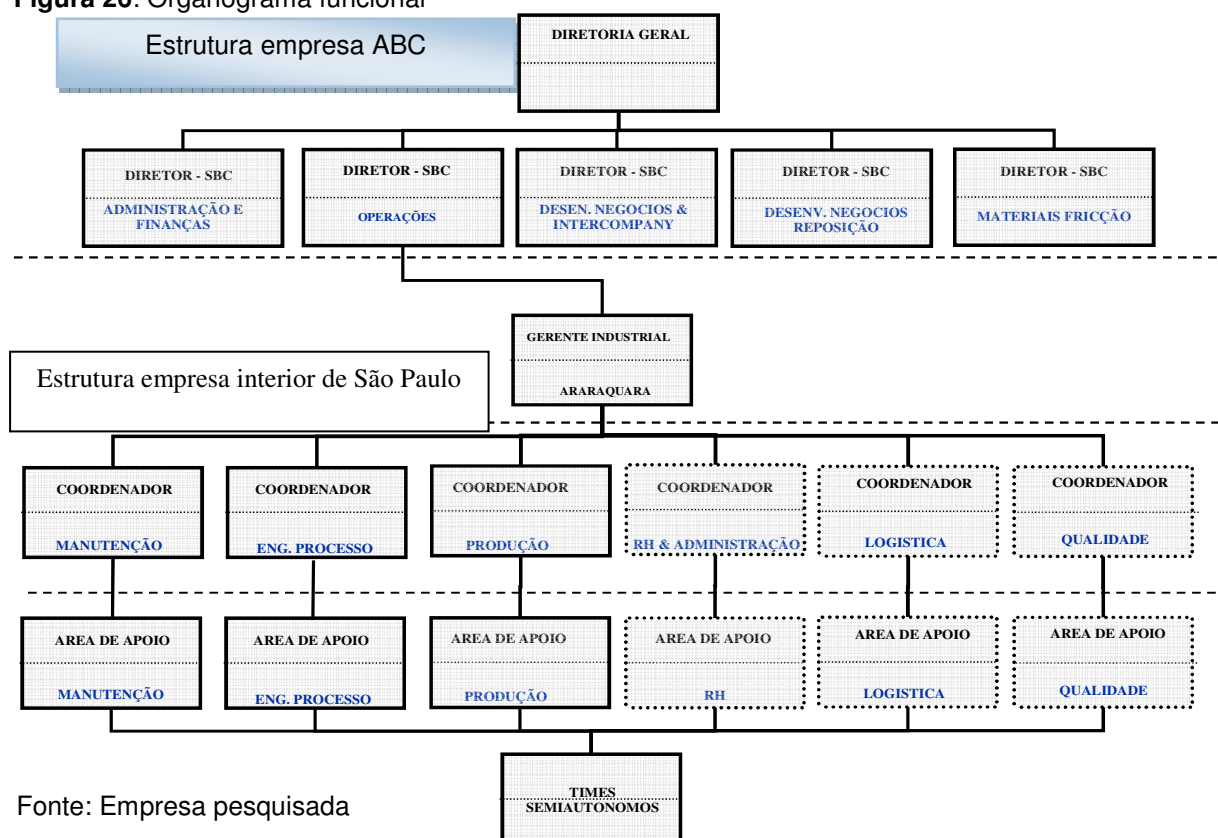 Figura 20: Organograma funcional
Estrutura empresa ABC
DIRETORIA GERAL
DIRETOR - SBC
ADMINISTRAÇÃO E
FINANÇAS
DIRETOR - SBC
OPERAÇÕES
DIRETOR - SBC
DESEN. NEGOCIOS &
INTERCOMPANY
DIRETOR - SBC
DESENV. NEGOCIOS
REPOSIÇÃO
DIRETOR - SBC
MATERIAIS FRICÇÃO
GERENTE INDUSTRIAL
ARARAQUARA
Estrutura empresa interior de São Paulo
COORDENADOR
MANUTENÇÃO
COORDENADOR
ENG. PROCESSO
COORDENADOR
PRODUÇÃO
COORDENADOR
RH & ADMINISTRAÇÃO
COORDENADOR
LOGISTICA
COORDENADOR
QUALIDADE
AREA DE APOIO
MANUTENÇÃO
AREA DE APOIO
ENG. PROCESSO
AREA DE APOIO
PRODUÇÃO
AREA DE APOIO
RH
AREA DE APOIO
LOGISTICA
AREA DE APOIO
QUALIDADE
TIMES
SEMIAUTONOMOS
Fonte: Empresa pesquisada